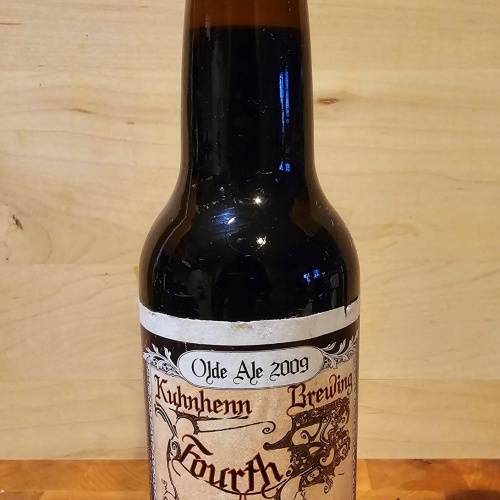 Olde Ale 2009
Kuhnhenn Brewing
Fourth